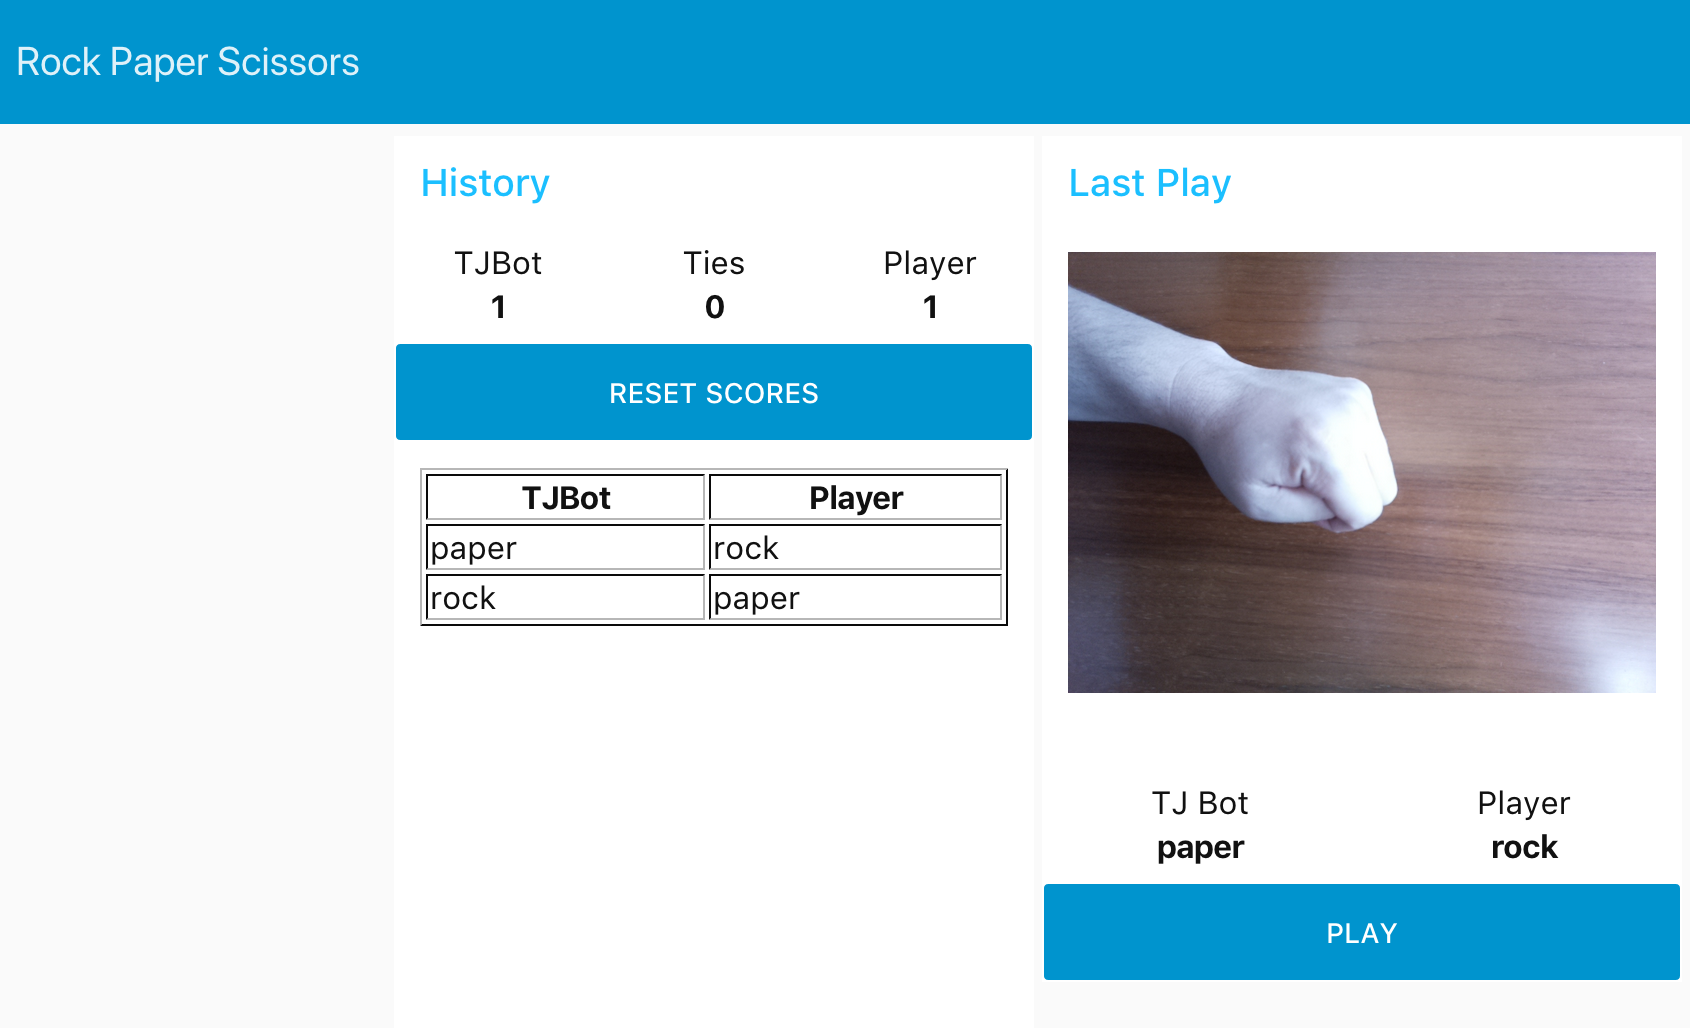 Rock Paper Scissors
History
TJBot Ties Player
1 0 1
RESET SCORES
TJBot Player
paper rock
rock paper
Last Play
TJ Bot Player
paper rock
PLAY